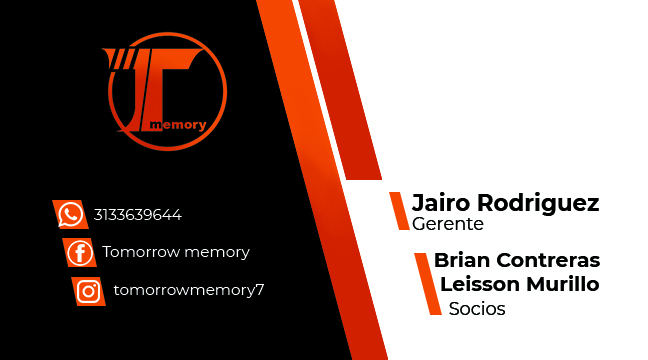 memory
3133639644
Tomorrow memory
tomorrowmemory7
Jairo Rodriguez
Gerente
Brian Contreras
Leisson Murillo
Socios